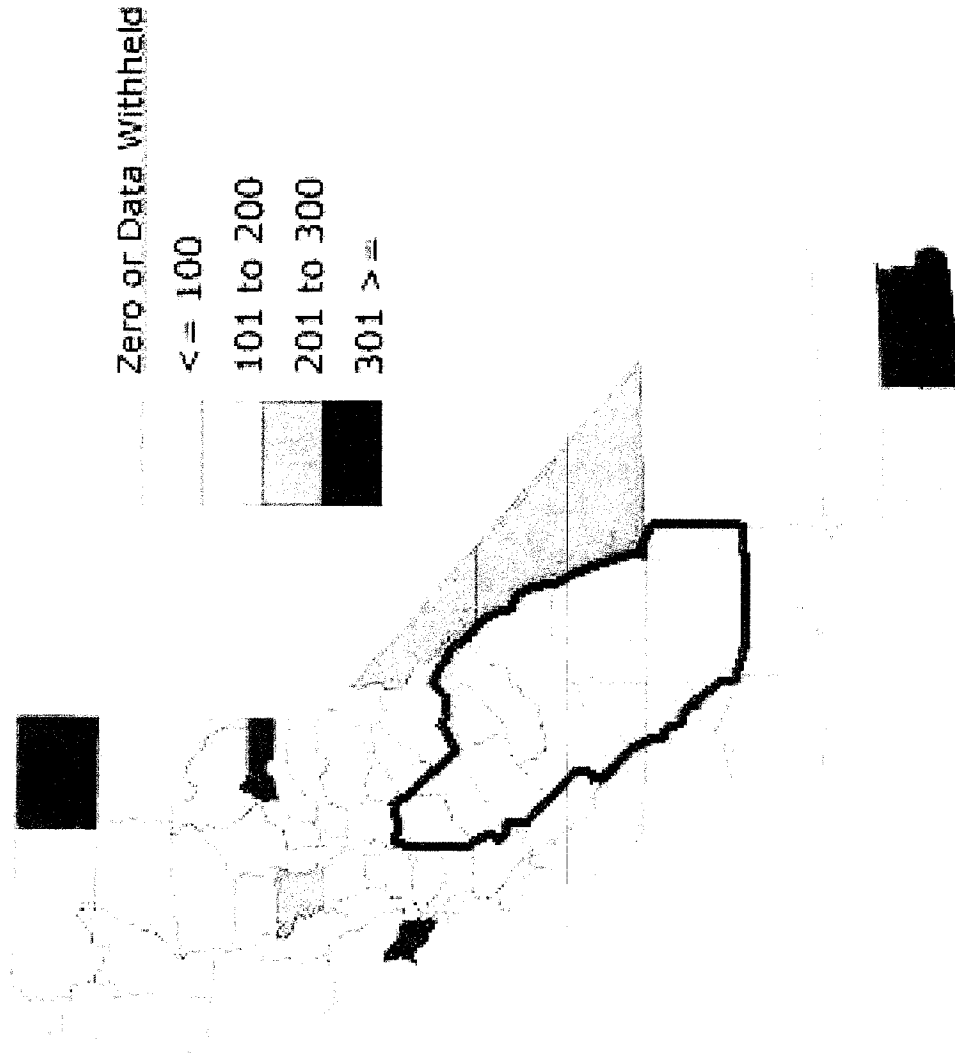 Zero or Data Withheld
<= 100
101 to 200
201 to 300
301 >=